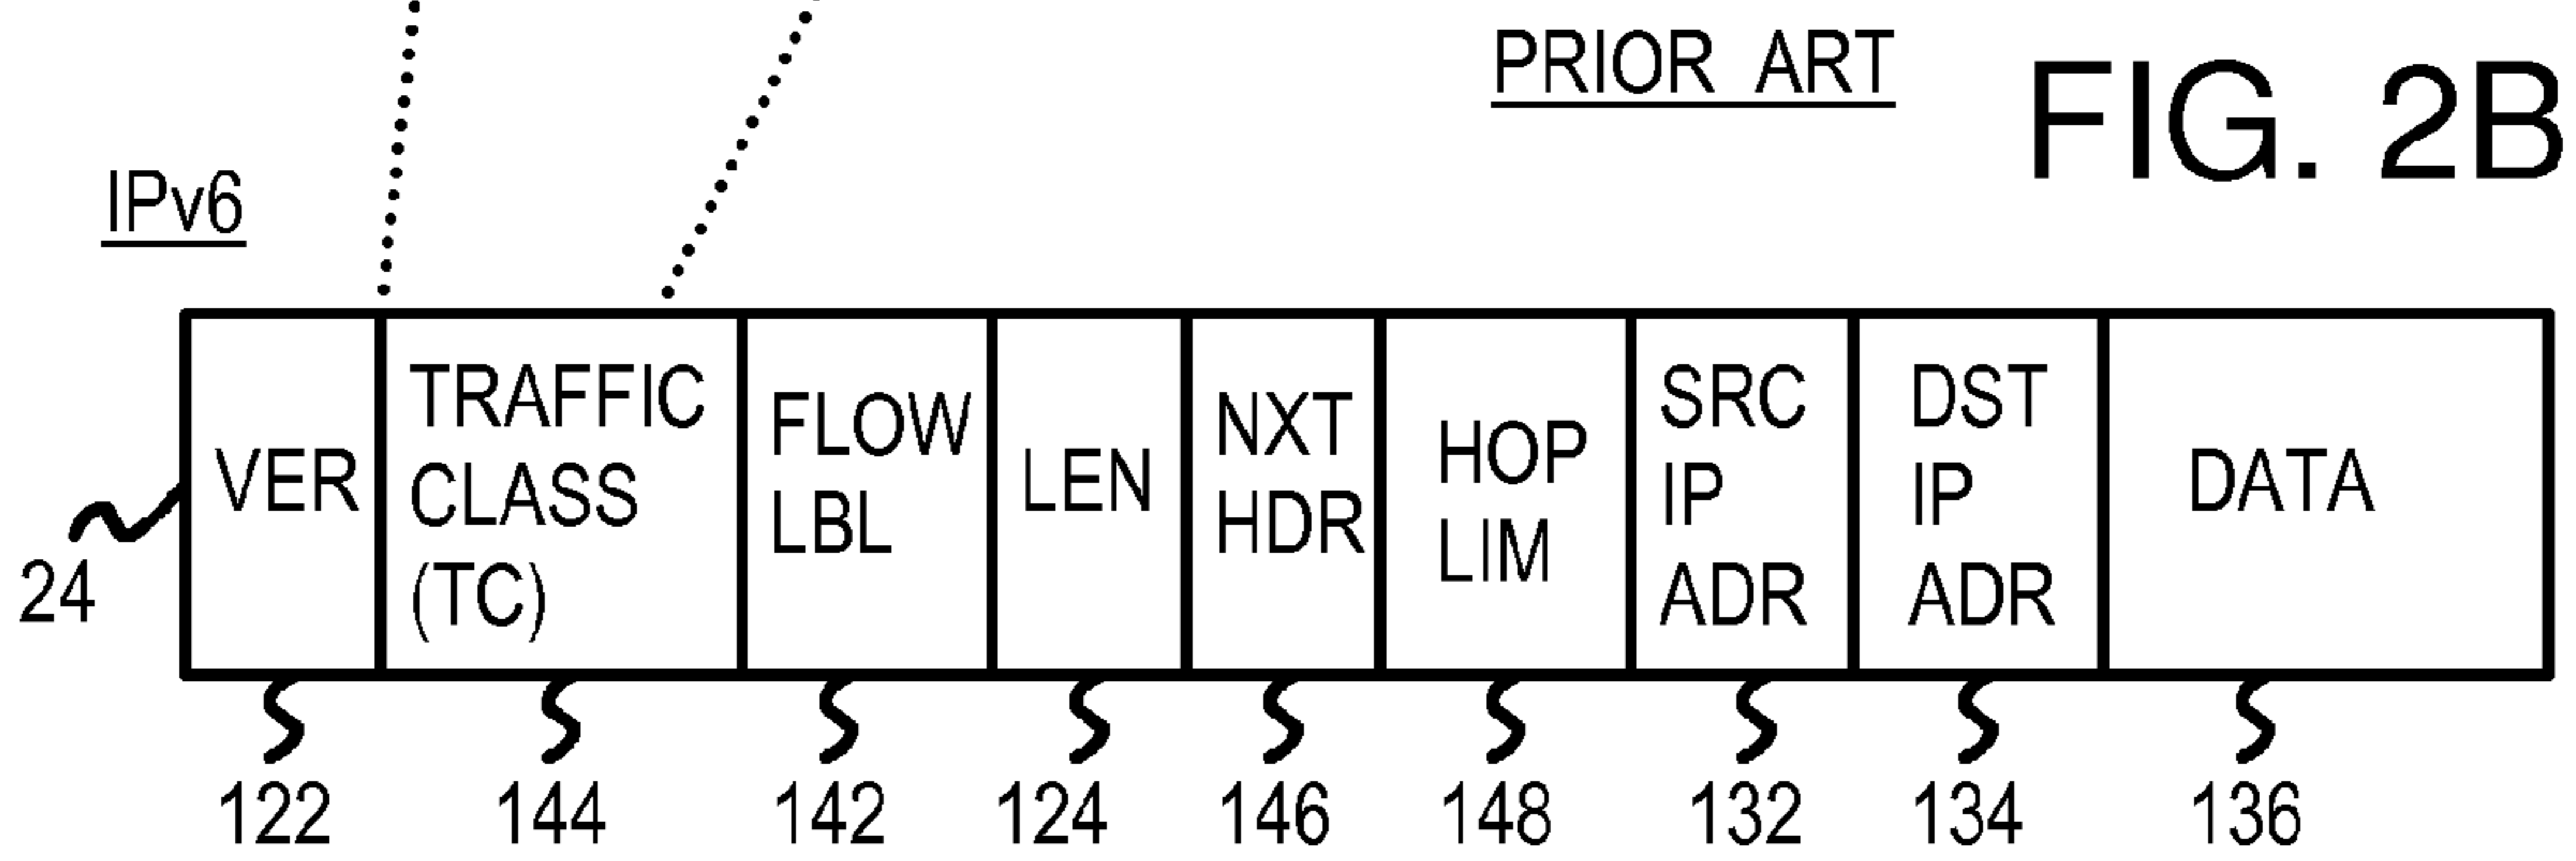 PRIOR ART
FIG. 2B
IPv6
VER
TRAFFIC
CLASS
(TC)
FLOW
LBL
LEN
NXT
HDR
HOP
LIM
SRC
IP
ADR
DST
IP
ADR
DATA
24
122
144
142
124
146
148
132
134
136